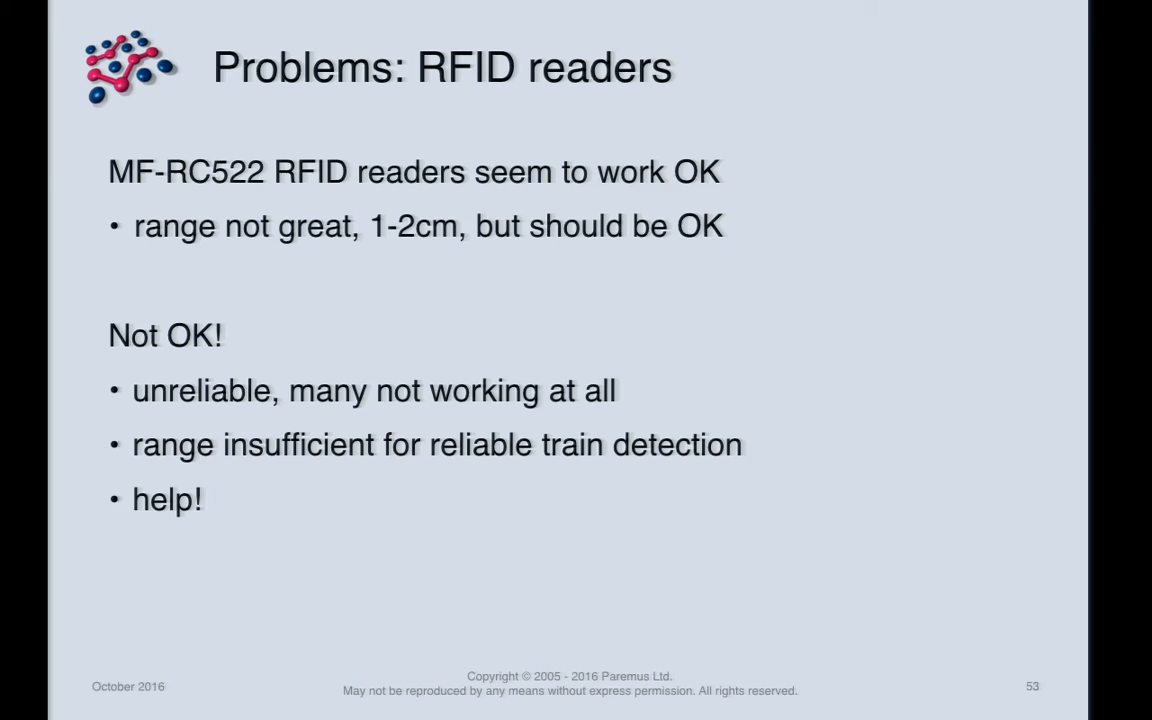 Problems: RFID readers
MF-RC522 RFID readers seem to work OK
• range not great, 1-2cm, but should be OK
Not OK!
• unreliable, many not working at all
• range insufficient for reliable train detection
• help!
October 2016
Copyright © 2005 - 2016 Paremus Ltd.
May not be reproduced by any means without express permission. All rights reserved.
53